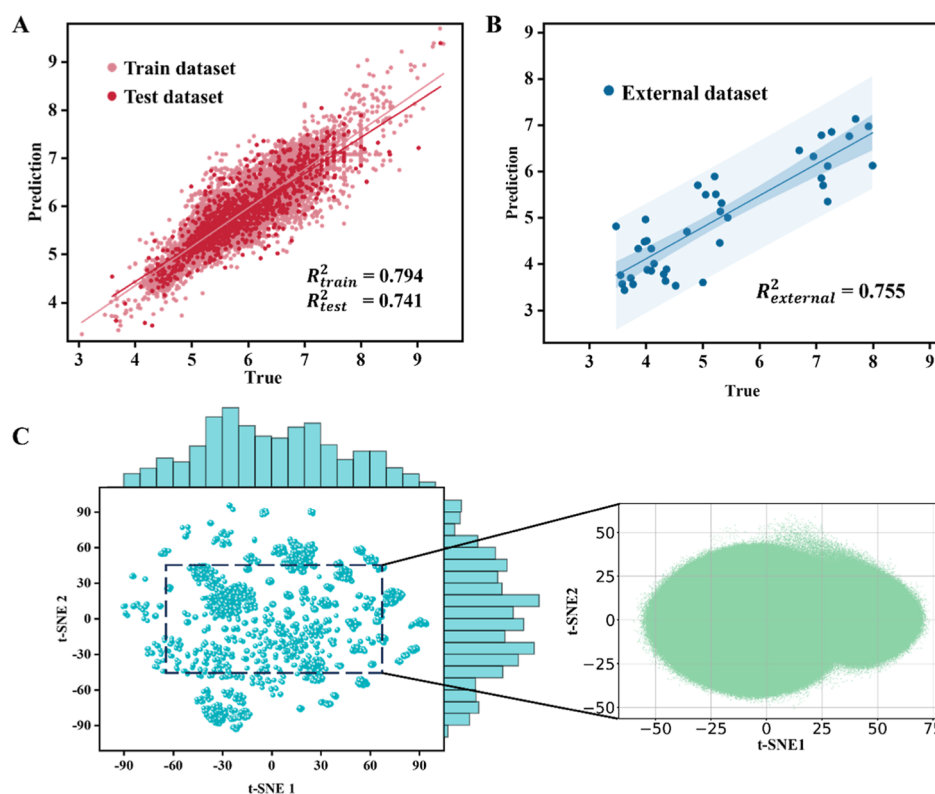 A
9
8
7
6
5
4
Prediction
Train dataset
Test dataset
R²train = 0.794
R²test = 0.741
3 4 5 6 7 8 9
True
B
9
8
7
6
5
4
3
Prediction
External dataset
R²external = 0.755
3 4 5 6 7 8 9
True
C
90
60
30
0
-30
-60
-90
t-SNE 2
-90 -60 -30 0 30 60 90
t-SNE 1
50
25
0
−25
−50
t-SNE2
−50 −25 0 25 50
t-SNE1